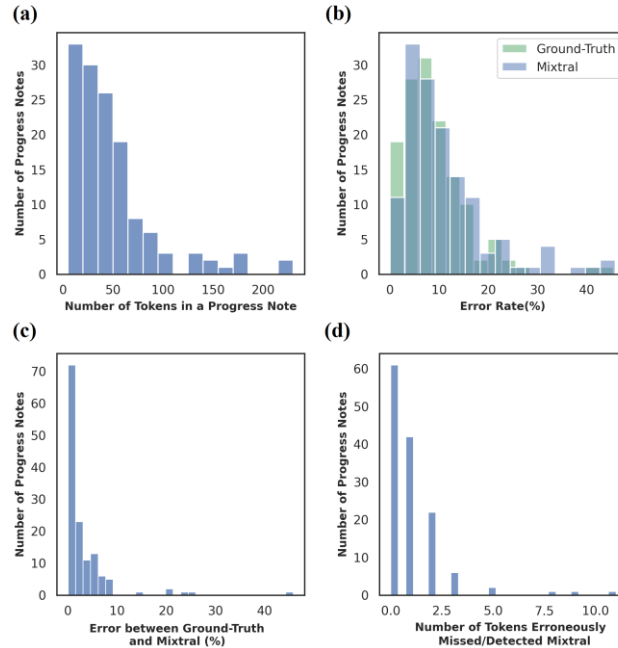 (a)
(b)
30
25
20
15
10
5
0
Number of Progress Notes
0 50 100 150 200
Number of Tokens in a Progress Note
Ground-Truth
Mixtral
30
25
20
15
10
5
0
Number of Progress Notes
0 10 20 30 40
Error Rate(%)
(c)
(d)
70
60
50
40
30
20
10
0
Number of Progress Notes
0 10 20 40
Error between Ground-Truth
and Mixtral (%)
60
50
40
30
20
10
0
Number of Progress Notes
0.0 2.5 5.0 7.5 10.0
Number of Tokens Erroneously
Missed/Detected Mixtral